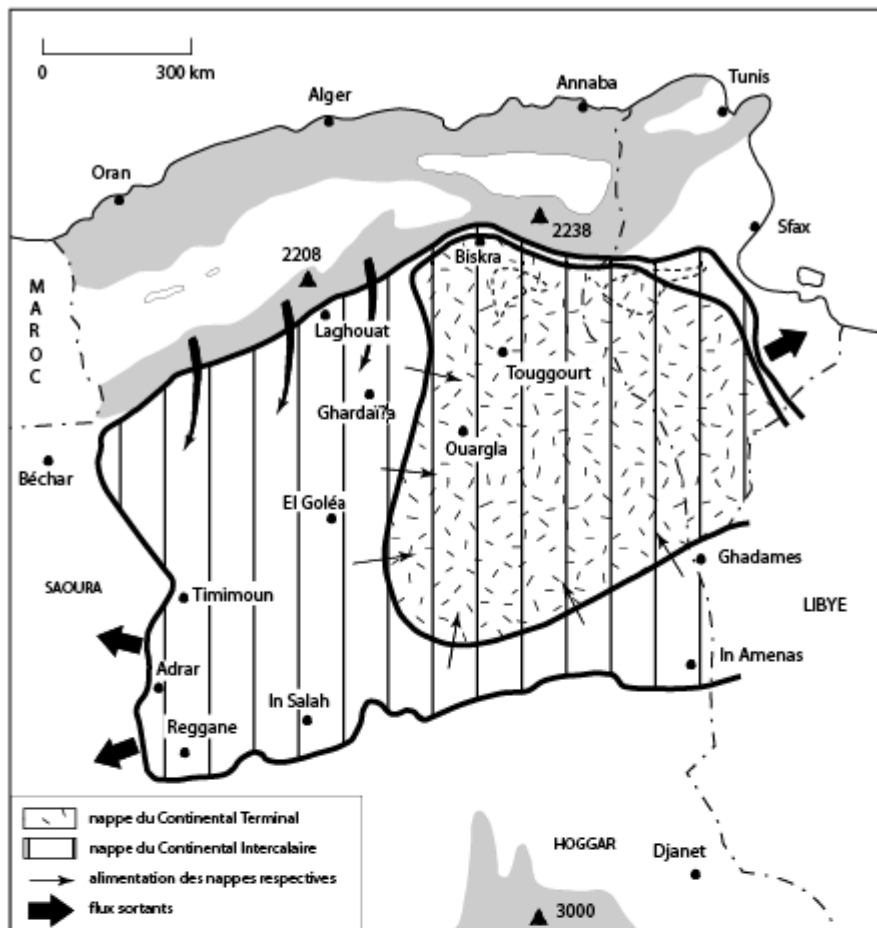 0 300 km
Alger
Annaba
Tunis
Oran
Sfax
2238
2208
Biskra
MAROC
Laghouat
Touggourt
Ghardaï?a
Ouargla
Béchar
El Goléa
Ghadames
SAOURA
Timimoun
LIBYE
In Amenas
Adrar
In Salah
Reggane
nappe du Continental Terminal
nappe du Continental Intercalaire
alimentation des nappes respectives
flux sortants
HOGGAR
Djanet
3000